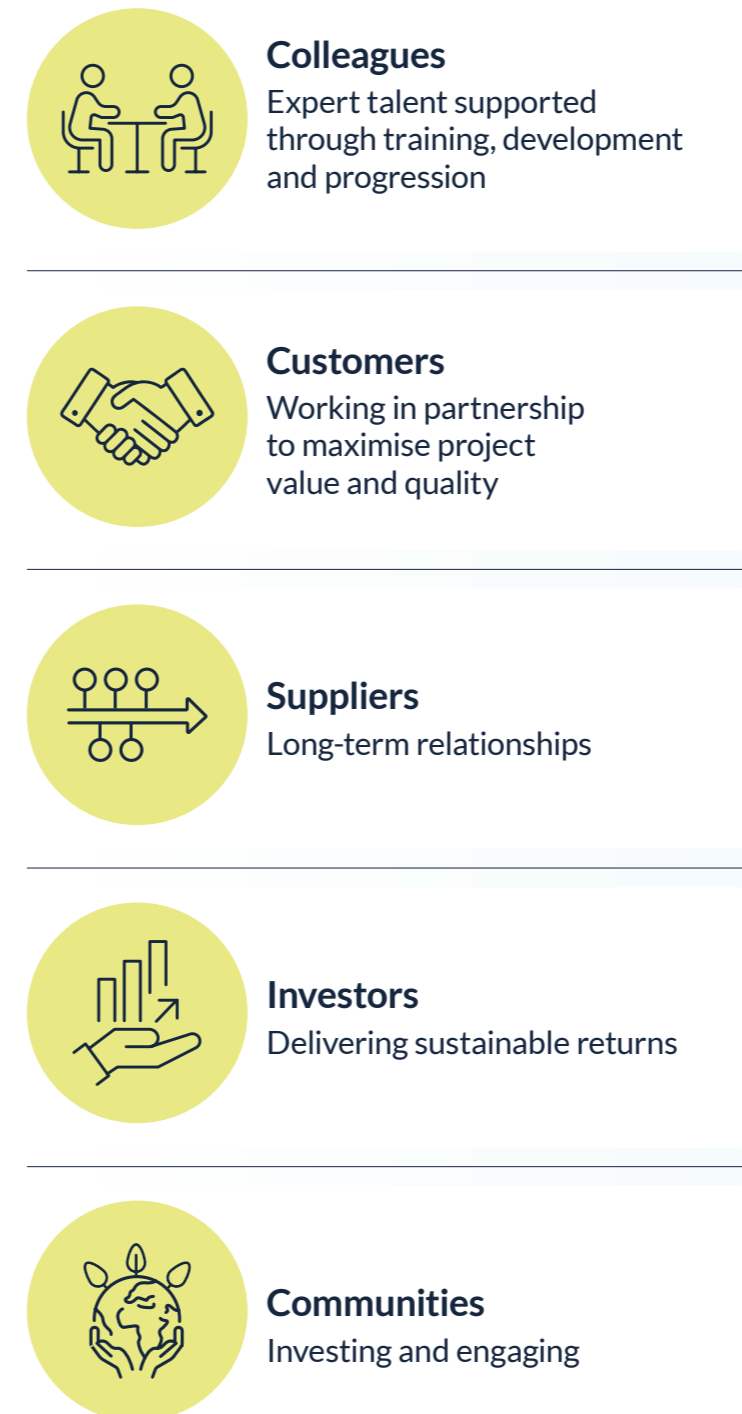 Colleagues
Expert talent supported
through training, development
and progression
Customers
Working in partnership
to maximise project
value and quality
Suppliers
Long-term relationships
Investors
Delivering sustainable returns
Communities
Investing and engaging